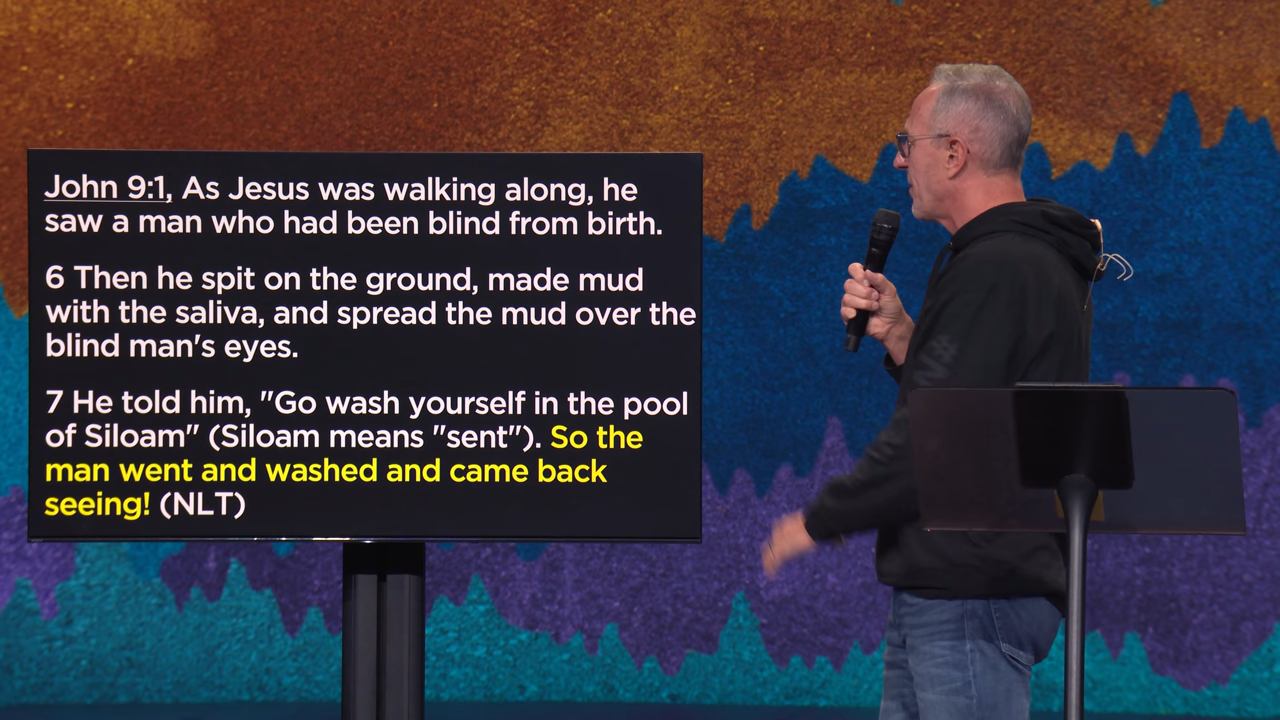 John 9:1, As Jesus was walking along, he
saw a man who had been blind from birth.
6 Then he spit on the ground, made mud
with the saliva, and spread the mud over the
blind man's eyes.
7 He told him, "Go wash yourself in the pool
of Siloam" (Siloam means "sent"). So the
man went and washed and came back
seeing! (NLT)